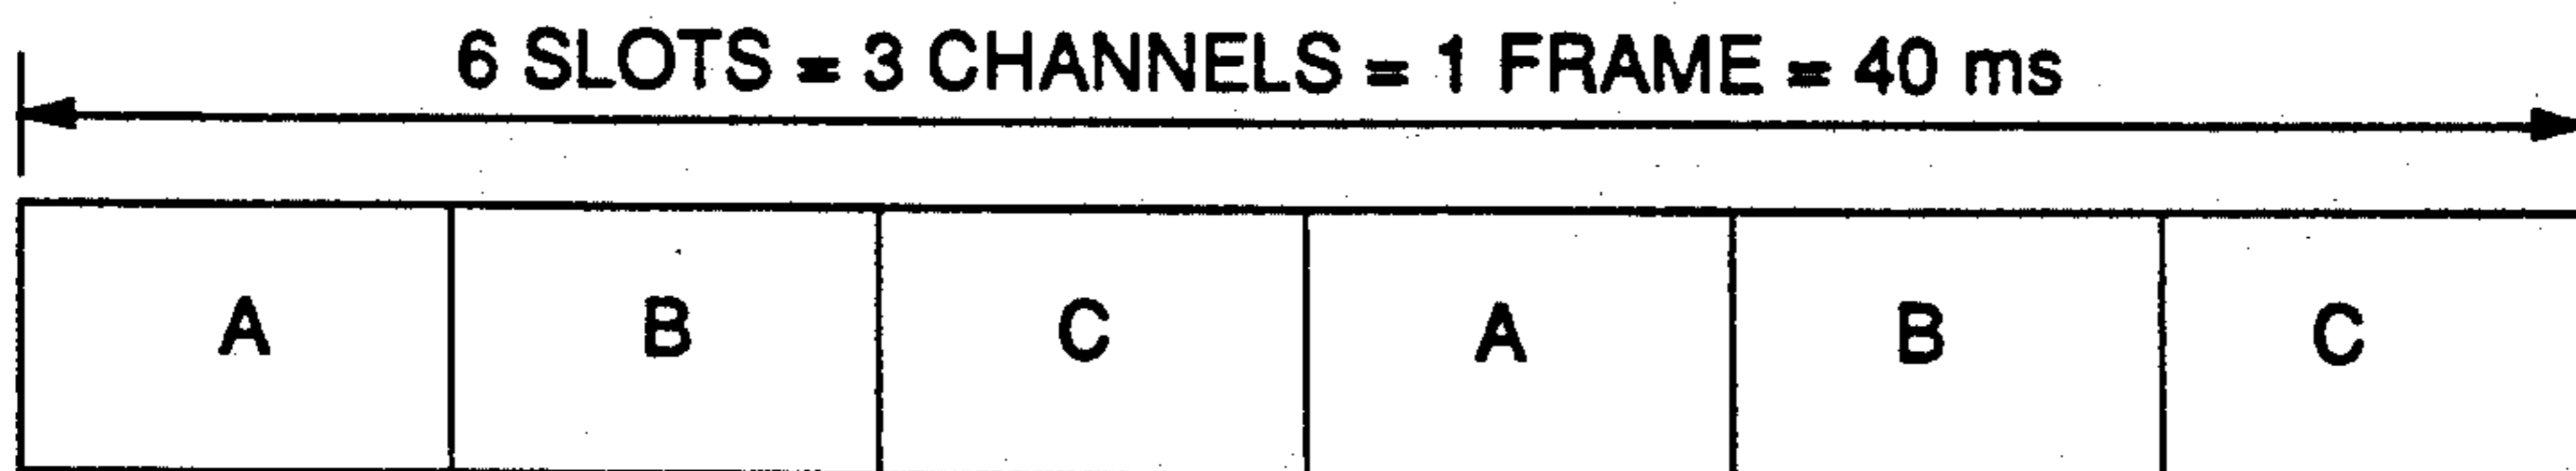 6 SLOTS = 3 CHANNELS = 1 FRAME = 40 ms
A B C A B C